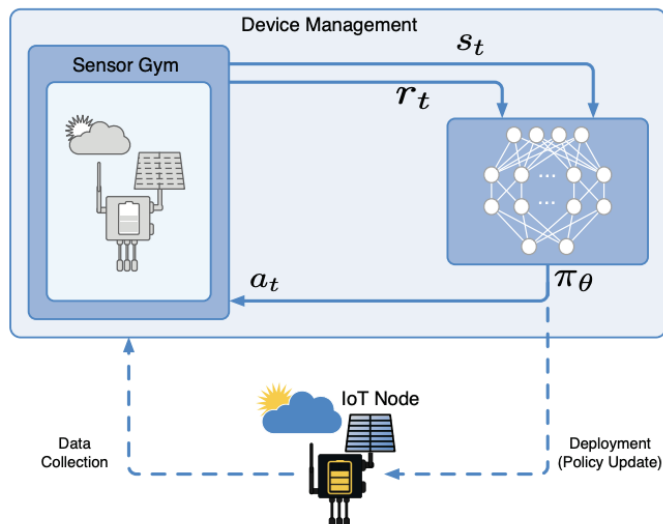 Device Management
Sensor Gym
s_t
r_t
...
...
a_t
π_θ
IoT Node
Data
Collection
Deployment
(Policy Update)